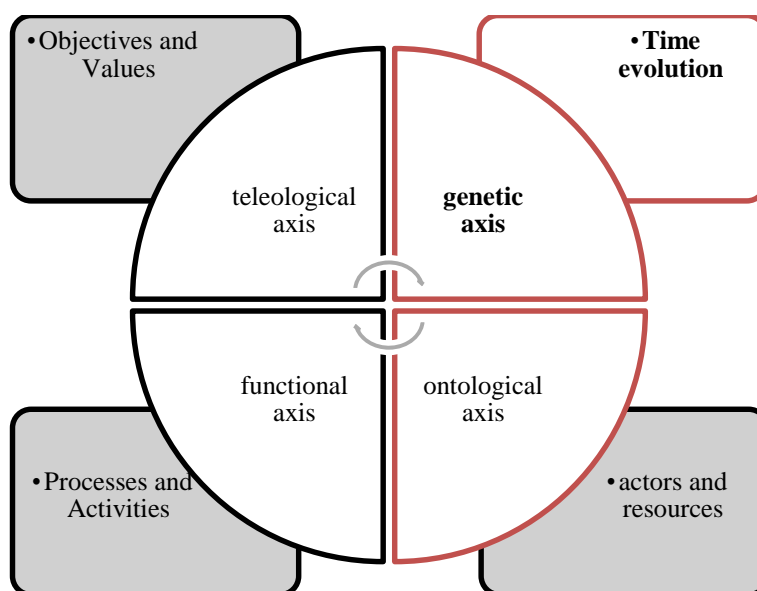 •Objectives and
Values
•Time
evolution
teleological
axis
genetic
axis
functional
axis
ontological
axis
•Processes and
Activities
•actors and
resources